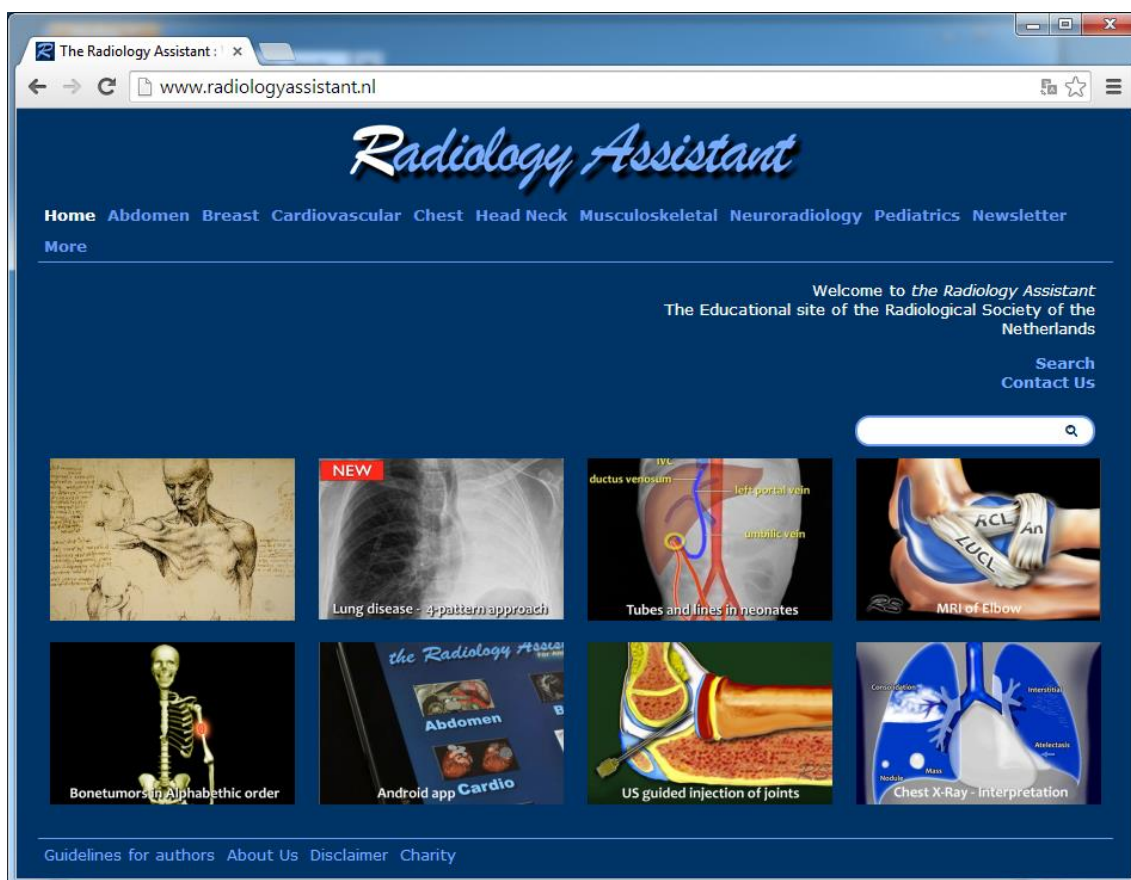 The Radiology Assistant :
www.radiologyassistant.nl
Radiology Assistant
Home Abdomen Breast Cardiovascular Chest Head Neck Musculoskeletal Neuroradiology Pediatrics Newsletter
More
Welcome to the Radiology Assistant
The Educational site of the Radiological Society of the
Netherlands
Search
Contact Us
NEW
Lung disease - 4-pattern approach
IVC
ductus venosum
left portal vein
umbilic vein
Tubes and lines in neonates
RCL
An
LUCL
RS
MRI of Elbow
Bonetumors in Alphabethic order
the Radiology Assis
Abdomen
B
Cardio
Android app
RS
US guided injection of joints
Consolidation
Interstitial
Atelectasis
Nodule
Mass
Chest X-Ray - Interpretation
Guidelines for authors About Us Disclaimer Charity